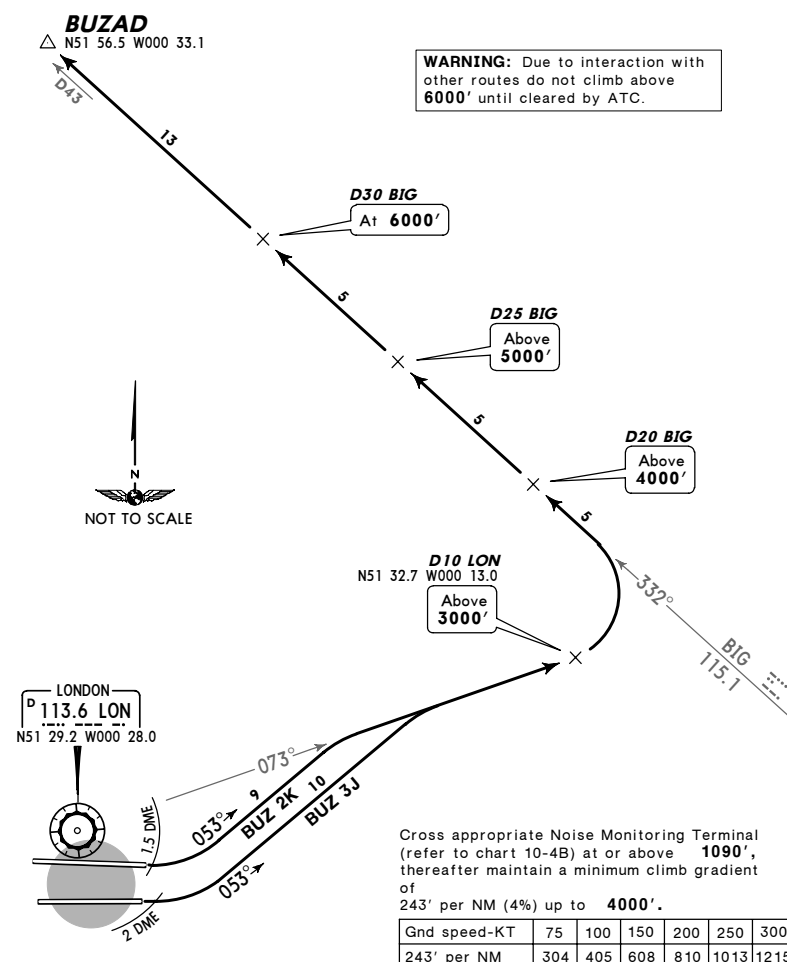 BUZAD
N51 56.5 W000 33.1
WARNING: Due to interaction with
other routes do not climb above
6000' until cleared by ATC.
D43
13
D30 BIG
At 6000'
5
D25 BIG
Above
5000'
5
D20 BIG
Above
4000'
N
NOT TO SCALE
5
D10 LON
N51 32.7 W000 13.0
Above
3000'
332°
BIG
115.1
LONDON
D 113.6 LON
N51 29.2 W000 28.0
073°
1.5 DME
053°
9
BUZ 2K
10
BUZ 3J
053°
2 DME
Cross appropriate Noise Monitoring Terminal
(refer to chart 10-4B) at or above 1090',
thereafter maintain a minimum climb gradient
of
243' per NM (4%) up to 4000'.
Gnd speed-KT 75 100 150 200 250 300
243' per NM 304 405 608 810 1013 1215